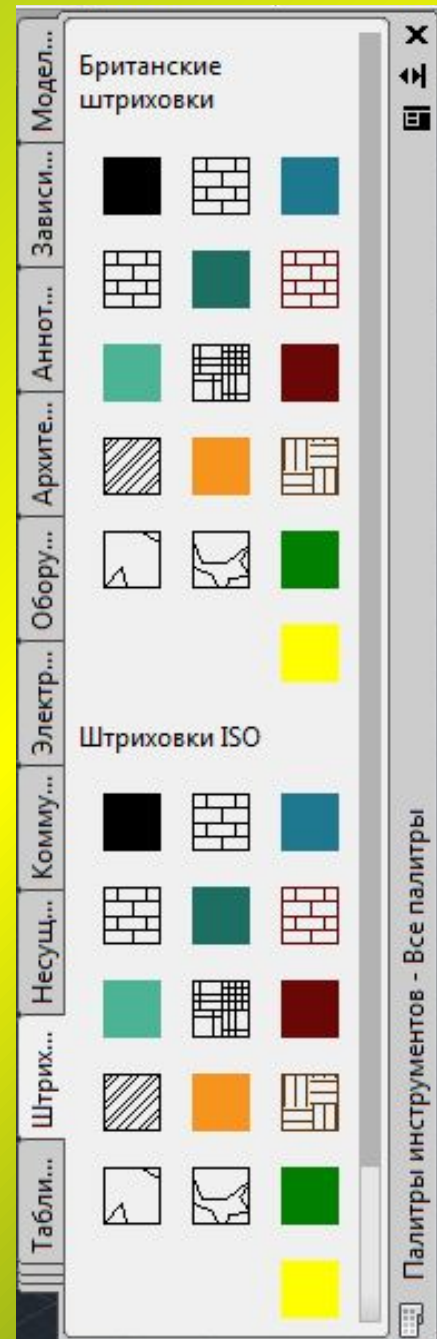 Модел...
Зависи...
Аннот...
Архите...
Обору...
Электр...
Комму...
Несущ...
Штрих...
Табли...
Британские
штриховки
Штриховки ISO
Палитры инструментов - Все палитры